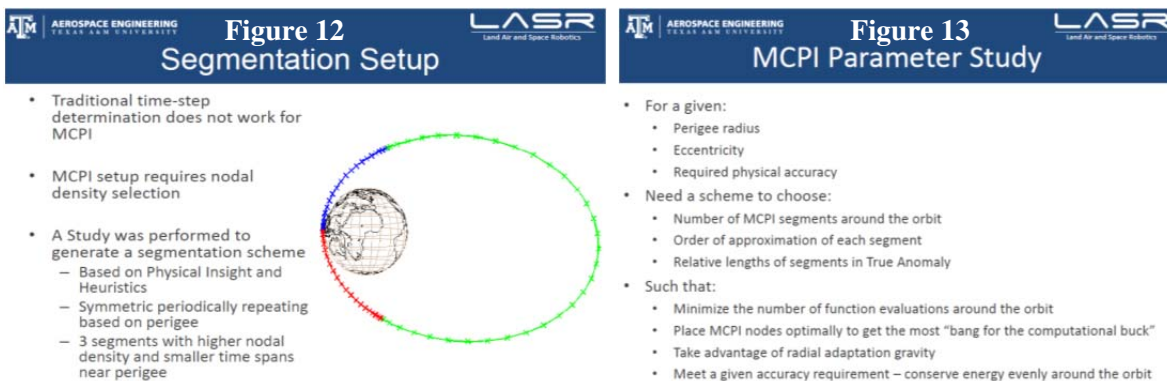 ATM AEROSPACE ENGINEERING
TEXAS A&M UNIVERSITY
Figure 12
LASR
Land Air and Space Robotics
Segmentation Setup
• Traditional time-step
determination does not work for
MCPI
• MCPI setup requires nodal
density selection
• A Study was performed to
generate a segmentation scheme
– Based on Physical Insight and
Heuristics
– Symmetric periodically repeating
based on perigee
– 3 segments with higher nodal
density and smaller time spans
near perigee
ATM AEROSPACE ENGINEERING
TEXAS A&M UNIVERSITY
Figure 13
LASR
Land Air and Space Robotics
MCPI Parameter Study
• For a given:
• Perigee radius
• Eccentricity
• Required physical accuracy
• Need a scheme to choose:
• Number of MCPI segments around the orbit
• Order of approximation of each segment
• Relative lengths of segments in True Anomaly
• Such that:
• Minimize the number of function evaluations around the orbit
• Place MCPI nodes optimally to get the most “bang for the computational buck”
• Take advantage of radial adaptation gravity
• Meet a given accuracy requirement – conserve energy evenly around the orbit